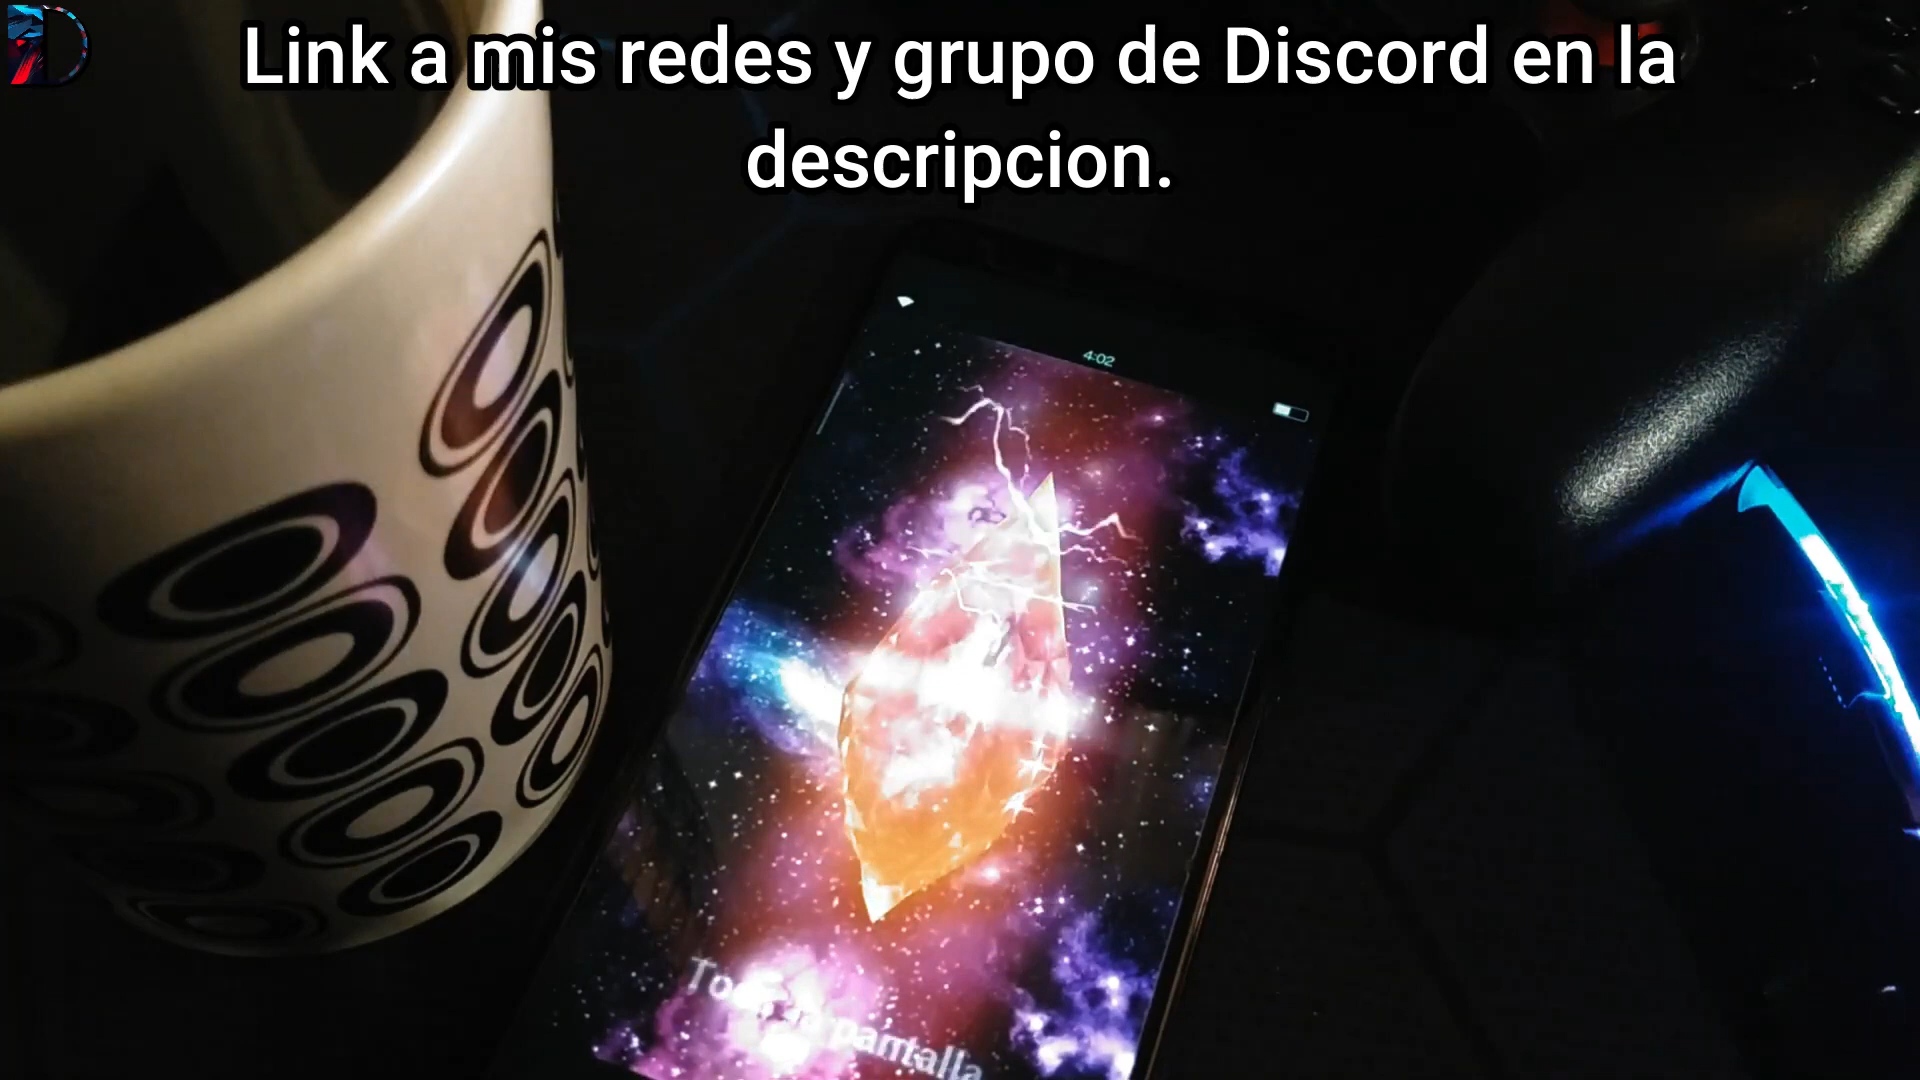 Link a mis redes y grupo de Discord en la
descripcion.
4:02
pantalla